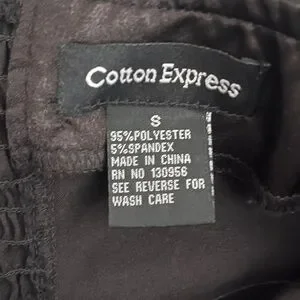 Cotton Express
S
95%POLYESTER
5%SPANDEX
MADE IN CHINA
RN NO 130956
SEE REVERSE FOR
WASH CARE